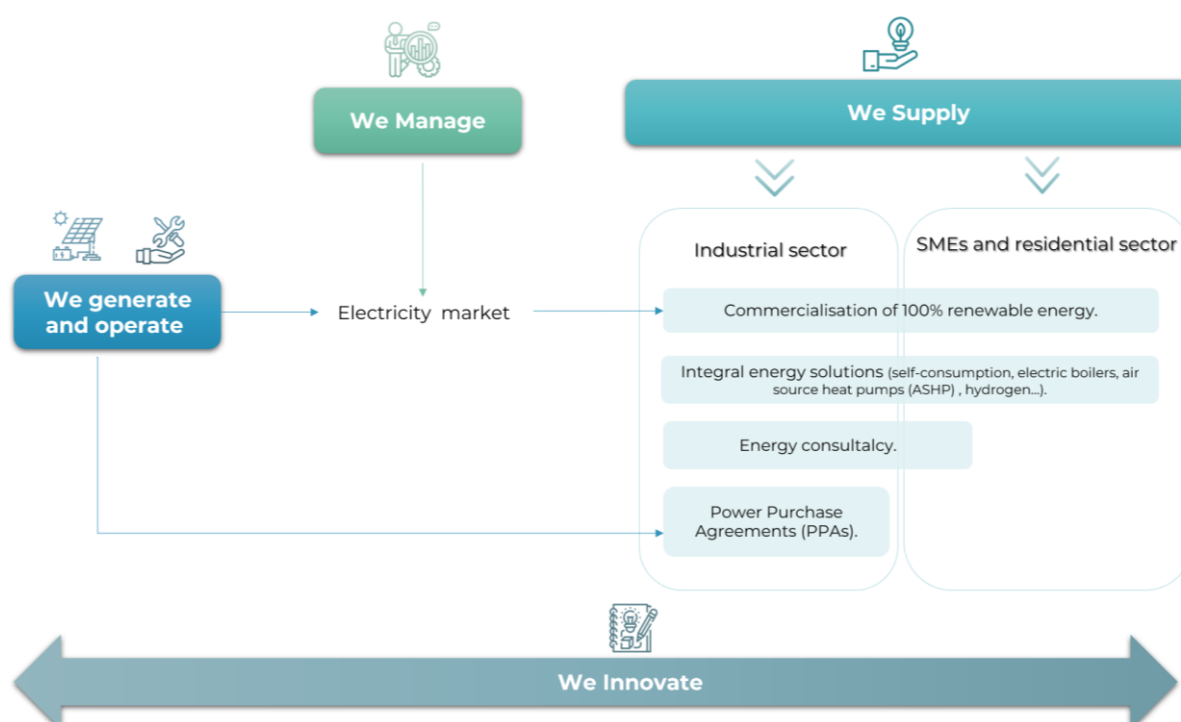 We Manage
We Supply
We generate
and operate
Electricity market
Industrial sector
SMEs and residential sector
Commercialisation of 100% renewable energy.
Integral energy solutions (self-consumption, electric boilers, air
source heat pumps (ASHP) , hydrogen...).
Energy consultalcy.
Power Purchase
Agreements (PPAs).
We Innovate